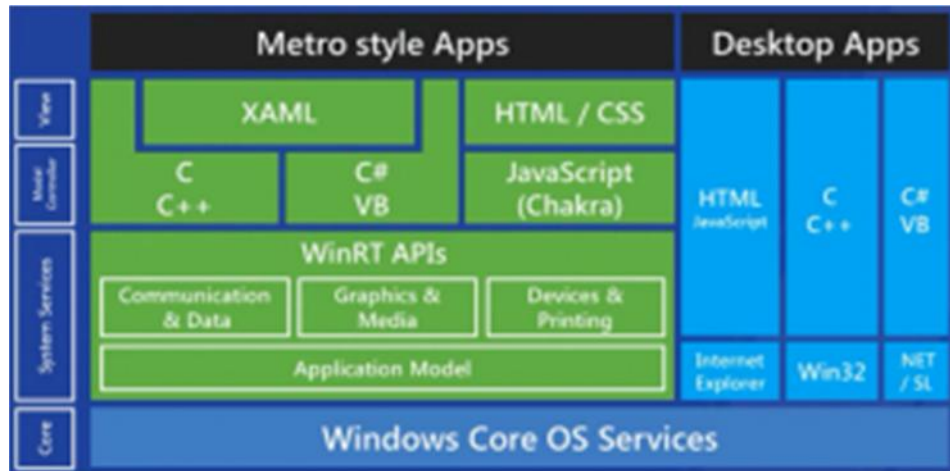 Metro style Apps
Desktop Apps
View
XAML
HTML / CSS
Model
Controller
C
C++
C#
VB
JavaScript
(Chakra)
HTML
JavaScript
C
C++
C#
VB
System Services
WinRT APIs
Communication
& Data
Graphics &
Media
Devices &
Printing
Application Model
Internet
Explorer
Win32
NET
/ SL
Core
Windows Core OS Services